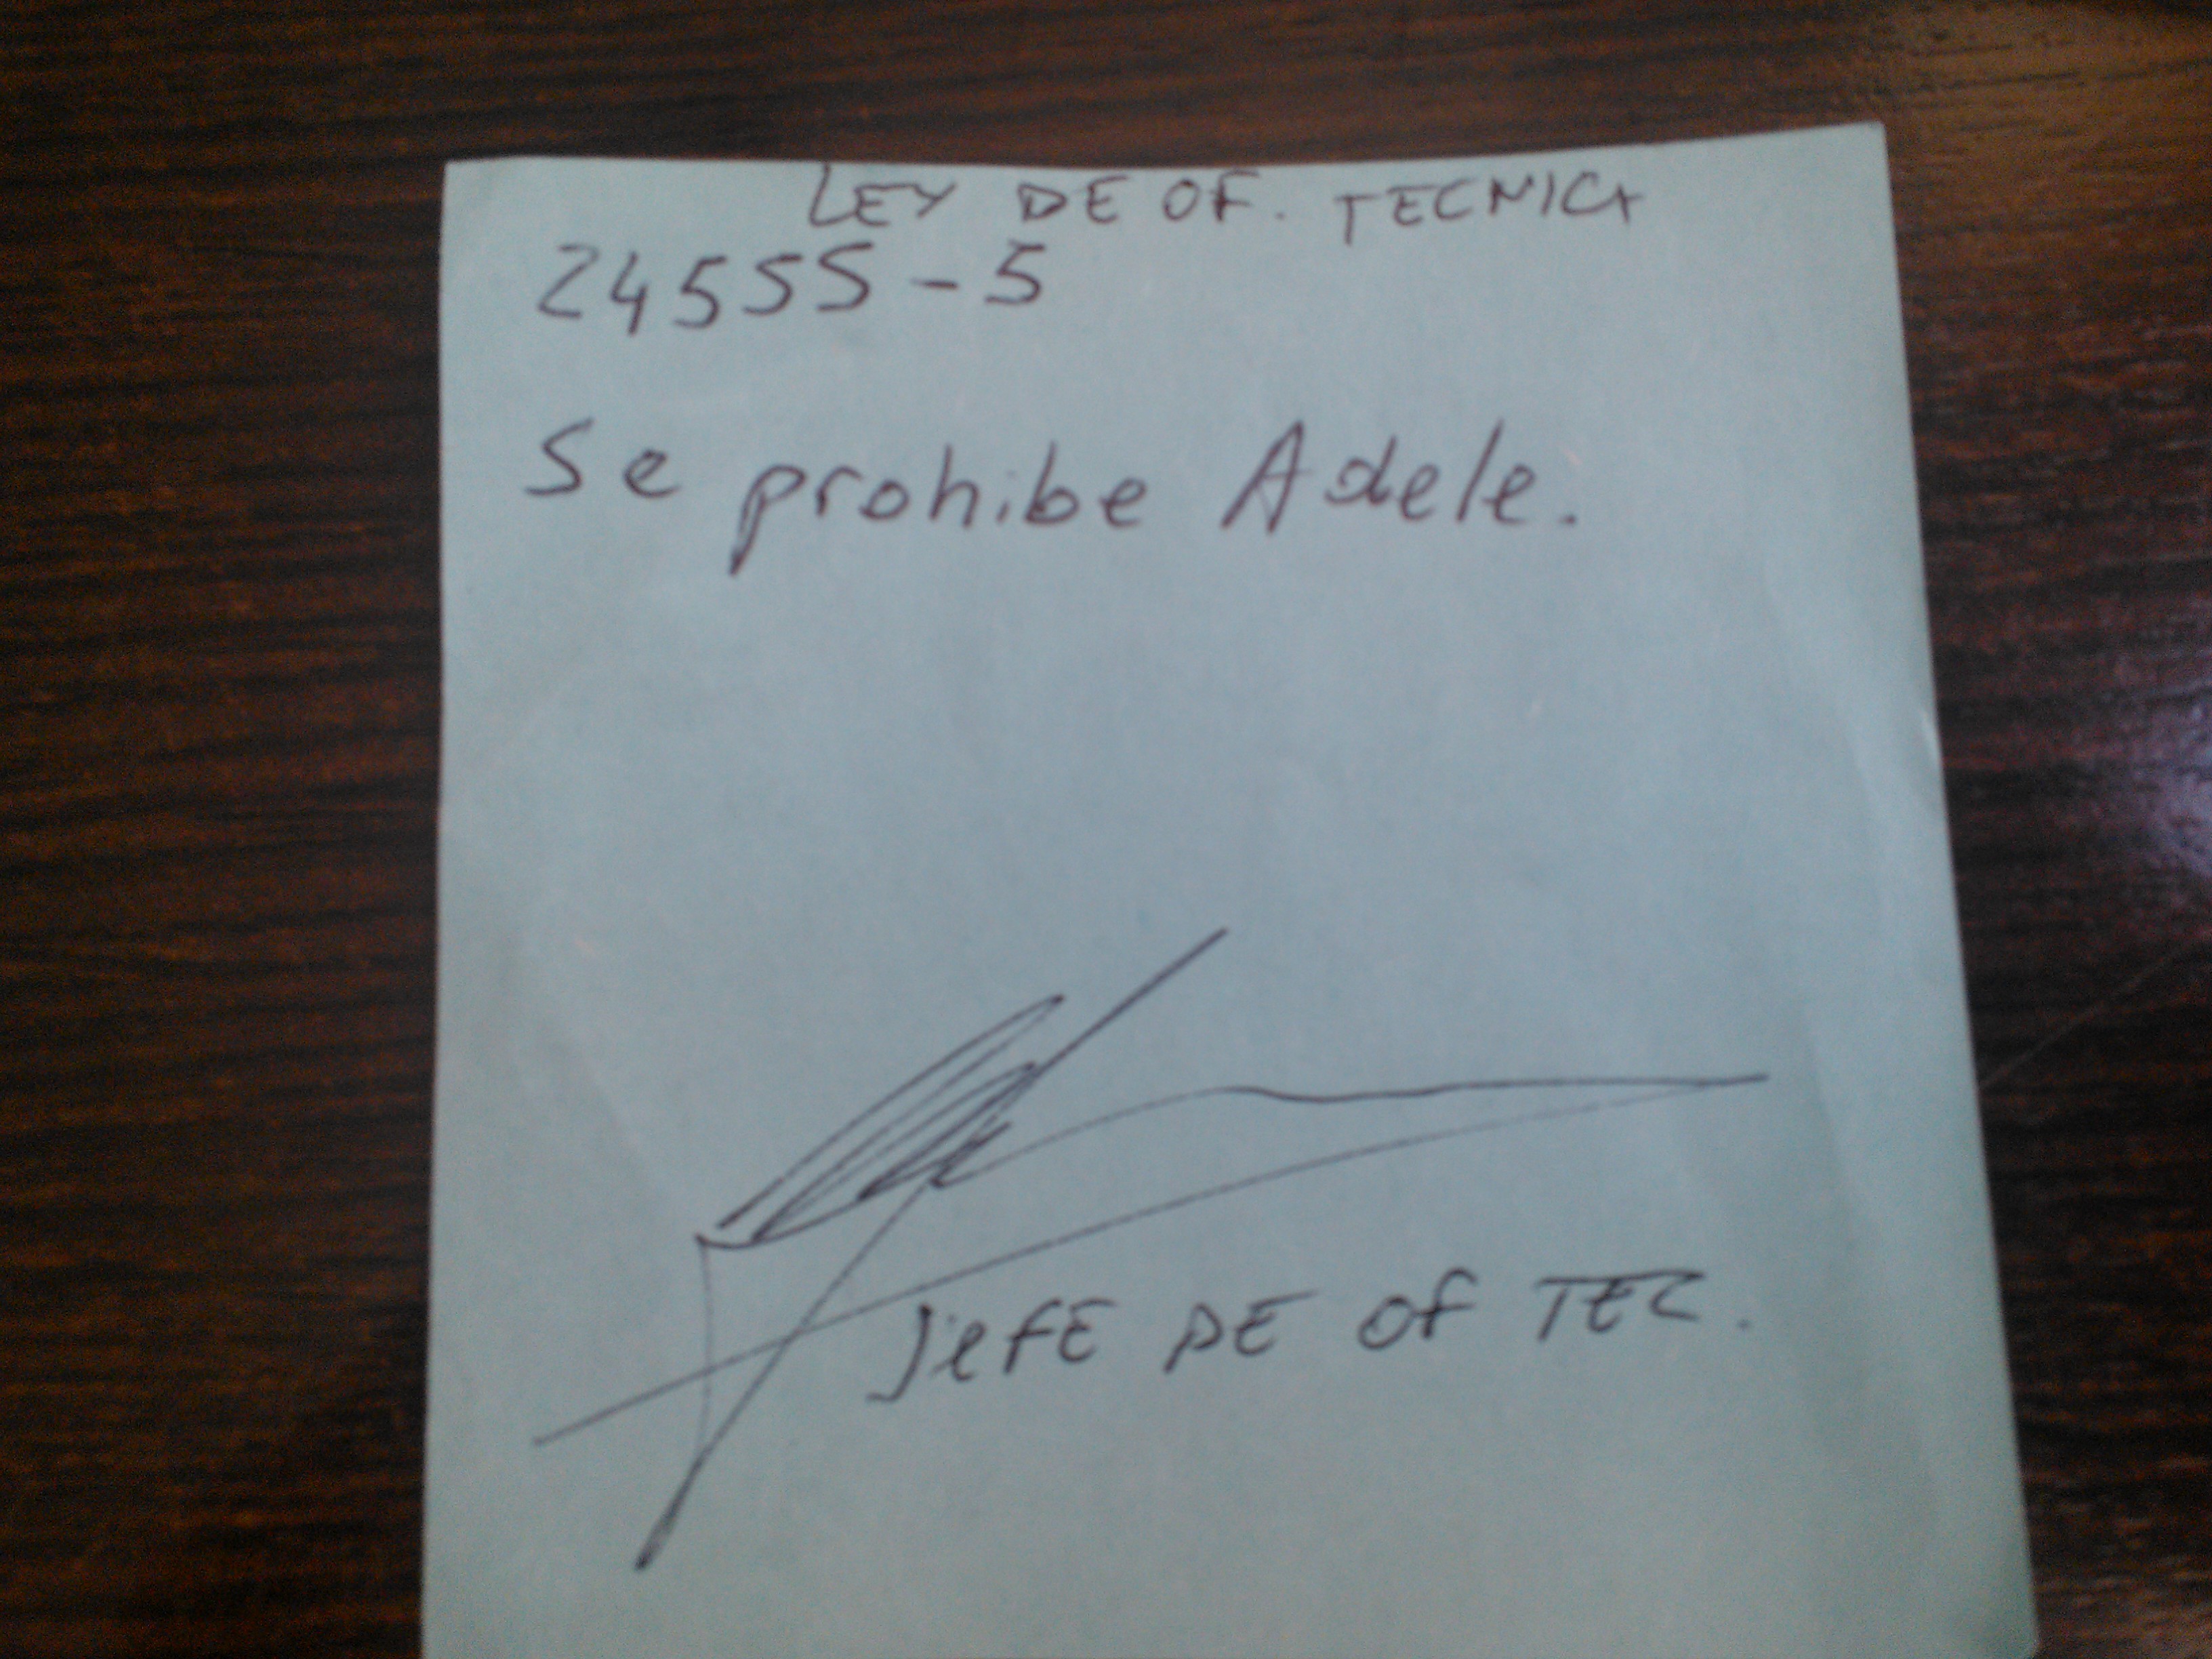 LEY DE OF. TECNICA
24555-5
Se prohibe Adele.
JefE DE Of TEC.